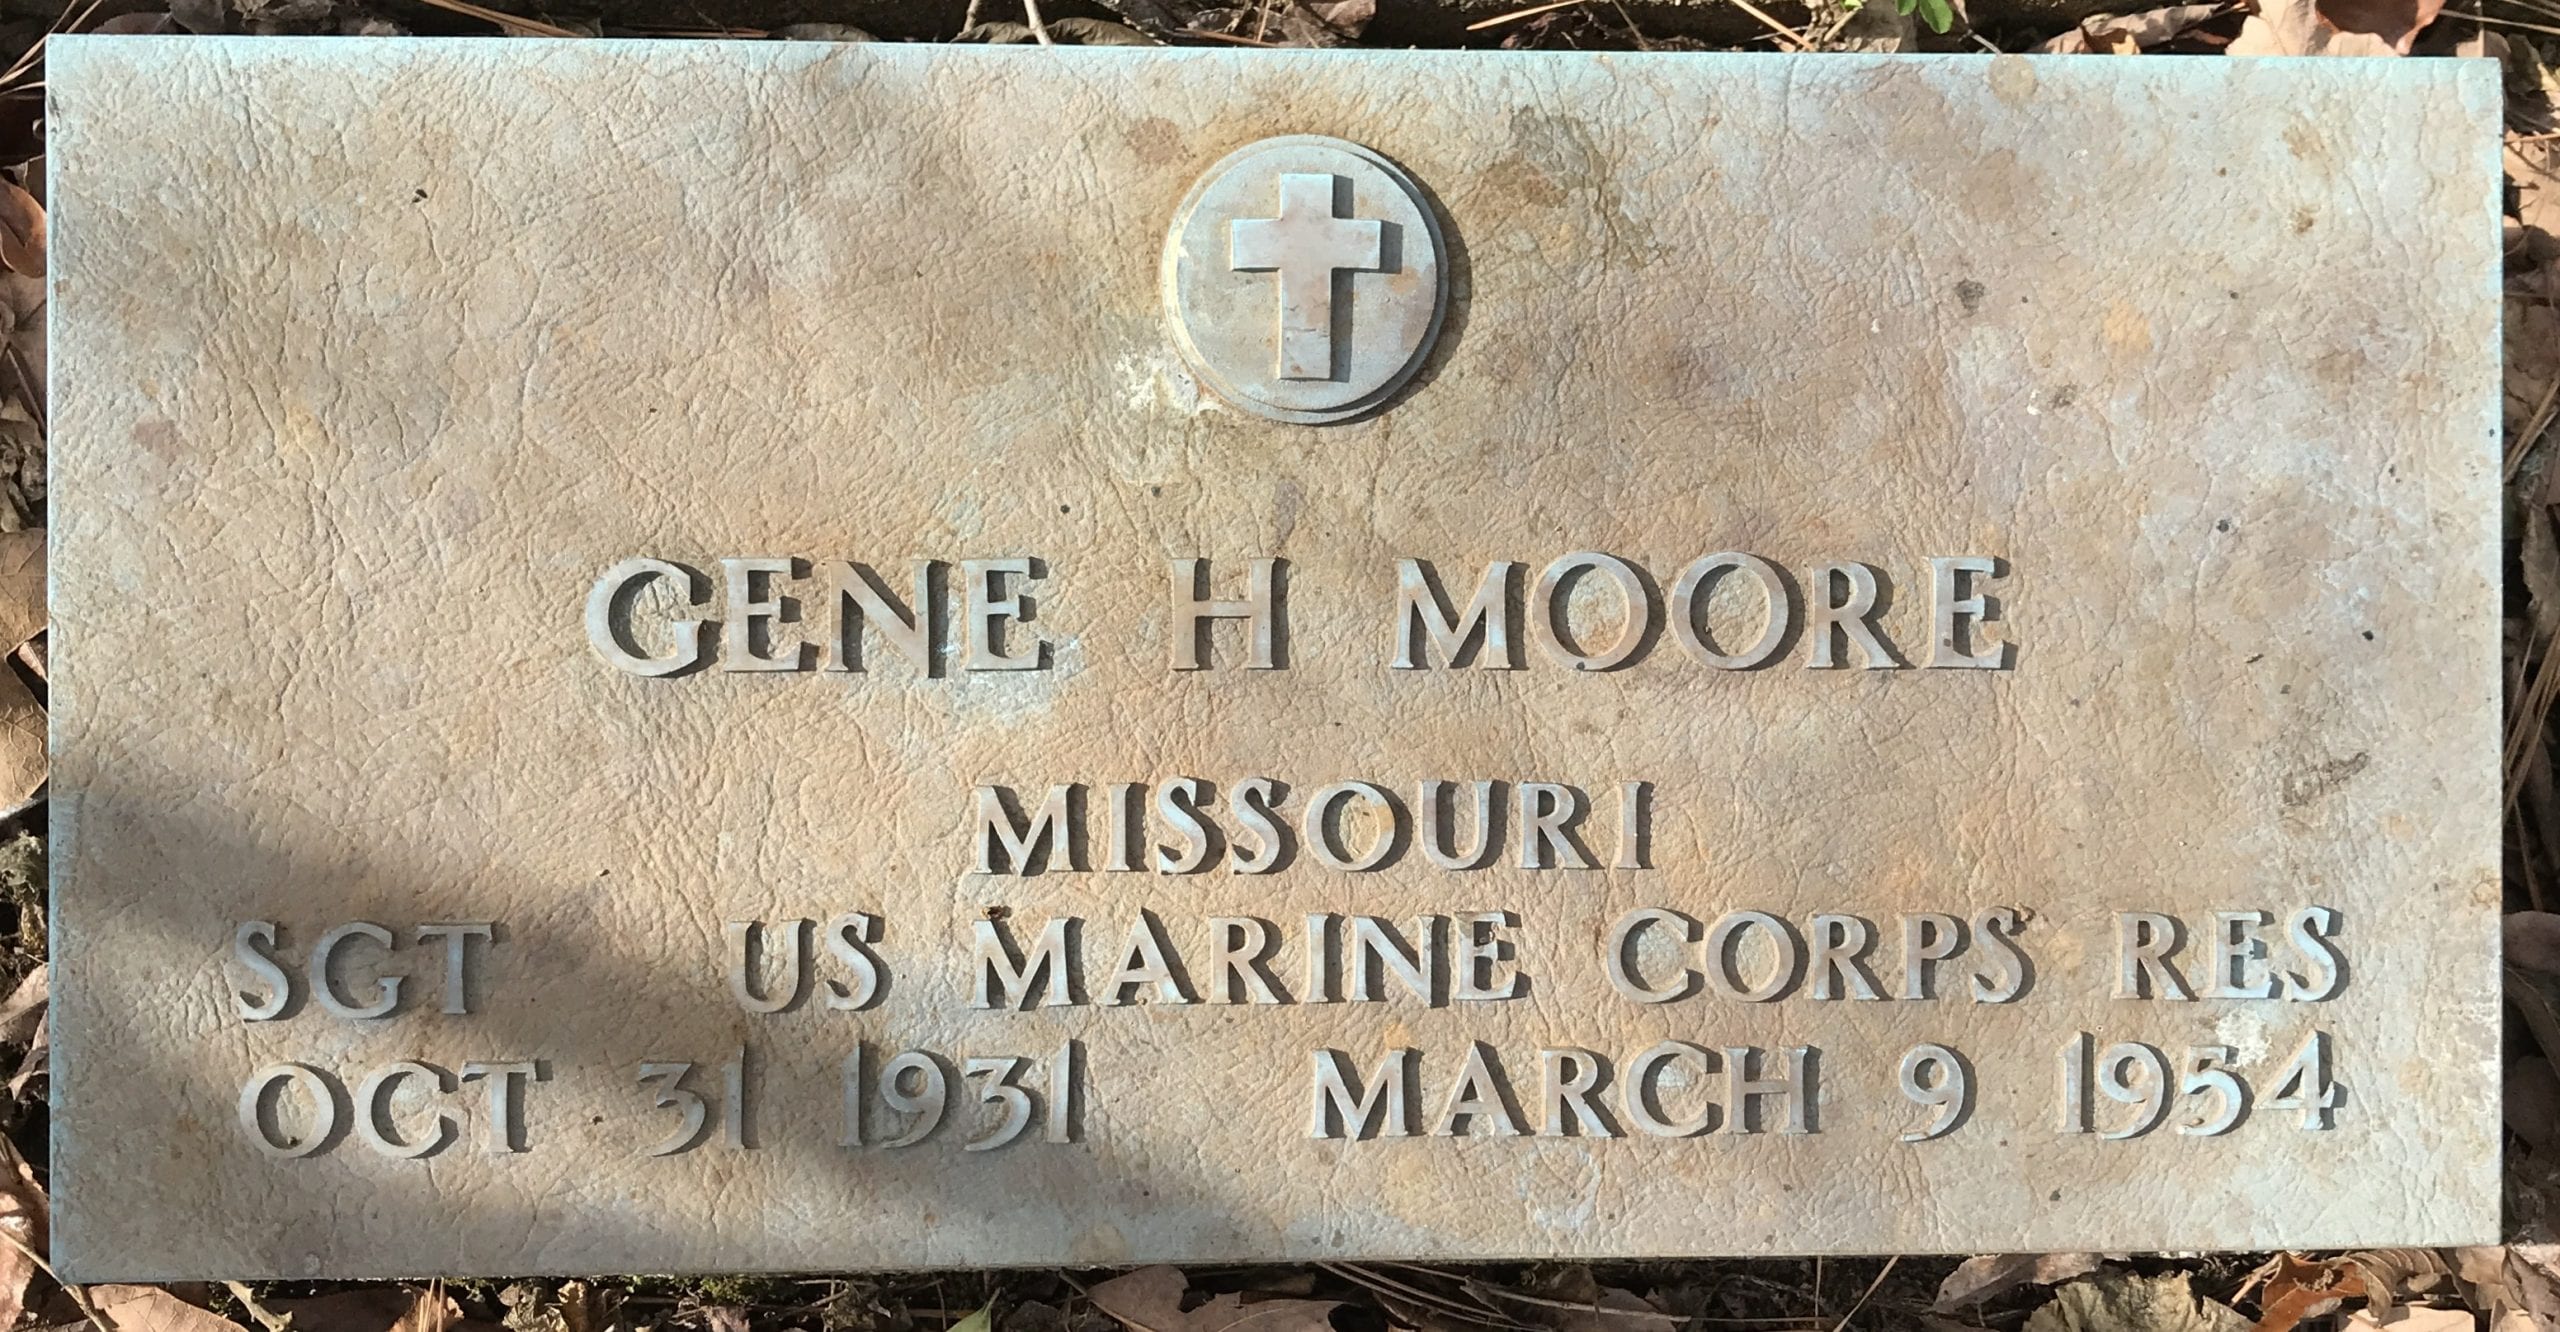 GENE H MOORE
MISSOURI
SGT US MARINE CORPS RES
OCT 31 1931 MARCH 9 1954